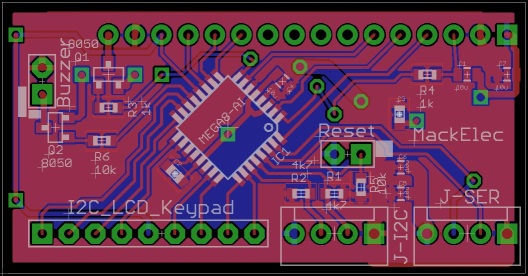 Buzzer
8050
Q1
R3
1k
Q2
8050
R6
10k
MEGA8-AI
IC1
X1
R4
1k
MackElec
Reset
4k7
R2
R1
4k7
R5
10k
I2C_LCD_Keypad
J-I2C
J-SER